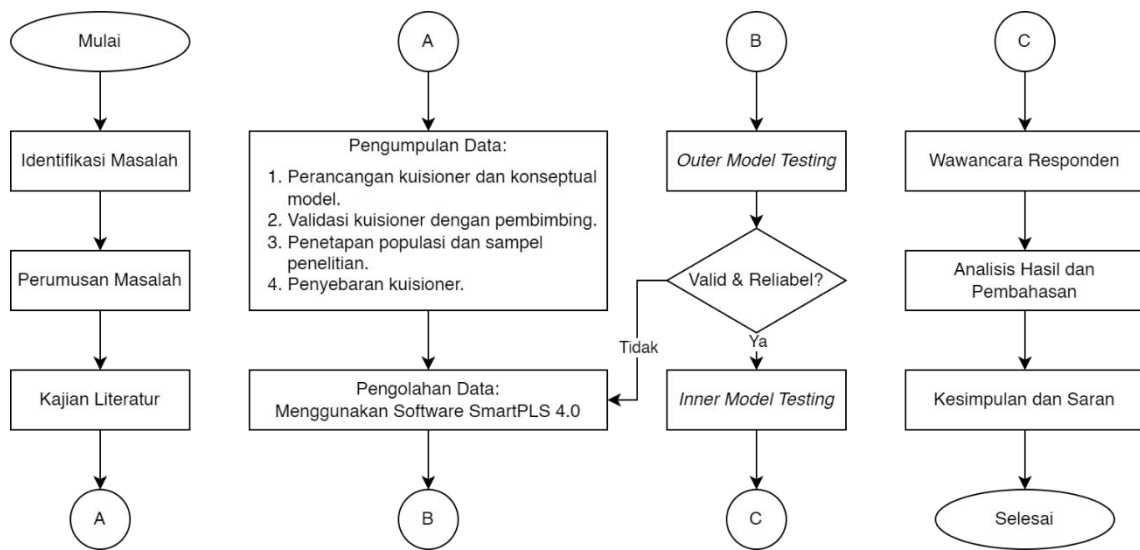 Mulai
Identifikasi Masalah
Perumusan Masalah
Kajian Literatur
A
A
Pengumpulan Data:
1. Perancangan kuisioner dan konseptual
model.
2. Validasi kuisioner dengan pembimbing.
3. Penetapan populasi dan sampel
penelitian.
4. Penyebaran kuisioner.
Pengolahan Data:
Menggunakan Software SmartPLS 4.0
B
B
Outer Model Testing
Valid & Reliabel?
Tidak
Ya
Inner Model Testing
C
C
Wawancara Responden
Analisis Hasil dan
Pembahasan
Kesimpulan dan Saran
Selesai